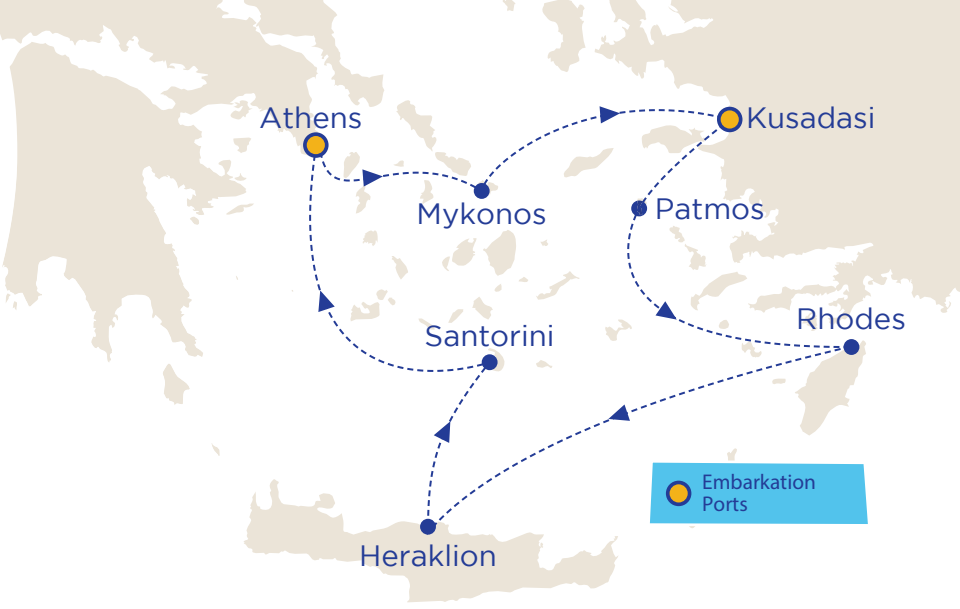 Athens
Kusadasi
Mykonos
Patmos
Rhodes
Santorini
Embarkation
Ports
Heraklion